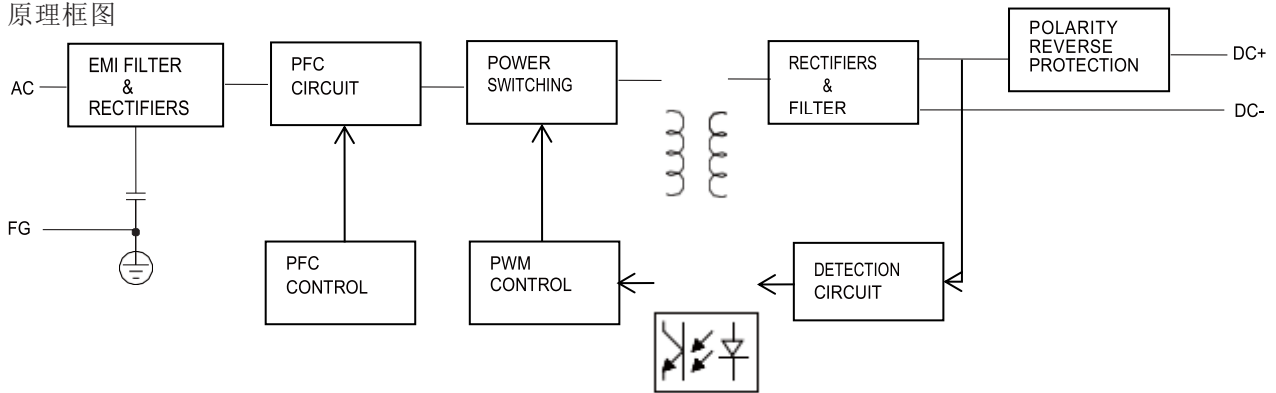 原理框图
AC
EMI FILTER
&
RECTIFIERS
PFC
CIRCUIT
POWER
SWITCHING
RECTIFIERS
&
FILTER
POLARITY
REVERSE
PROTECTION
DC+
DC-
FG
PFC
CONTROL
PWM
CONTROL
DETECTION
CIRCUIT